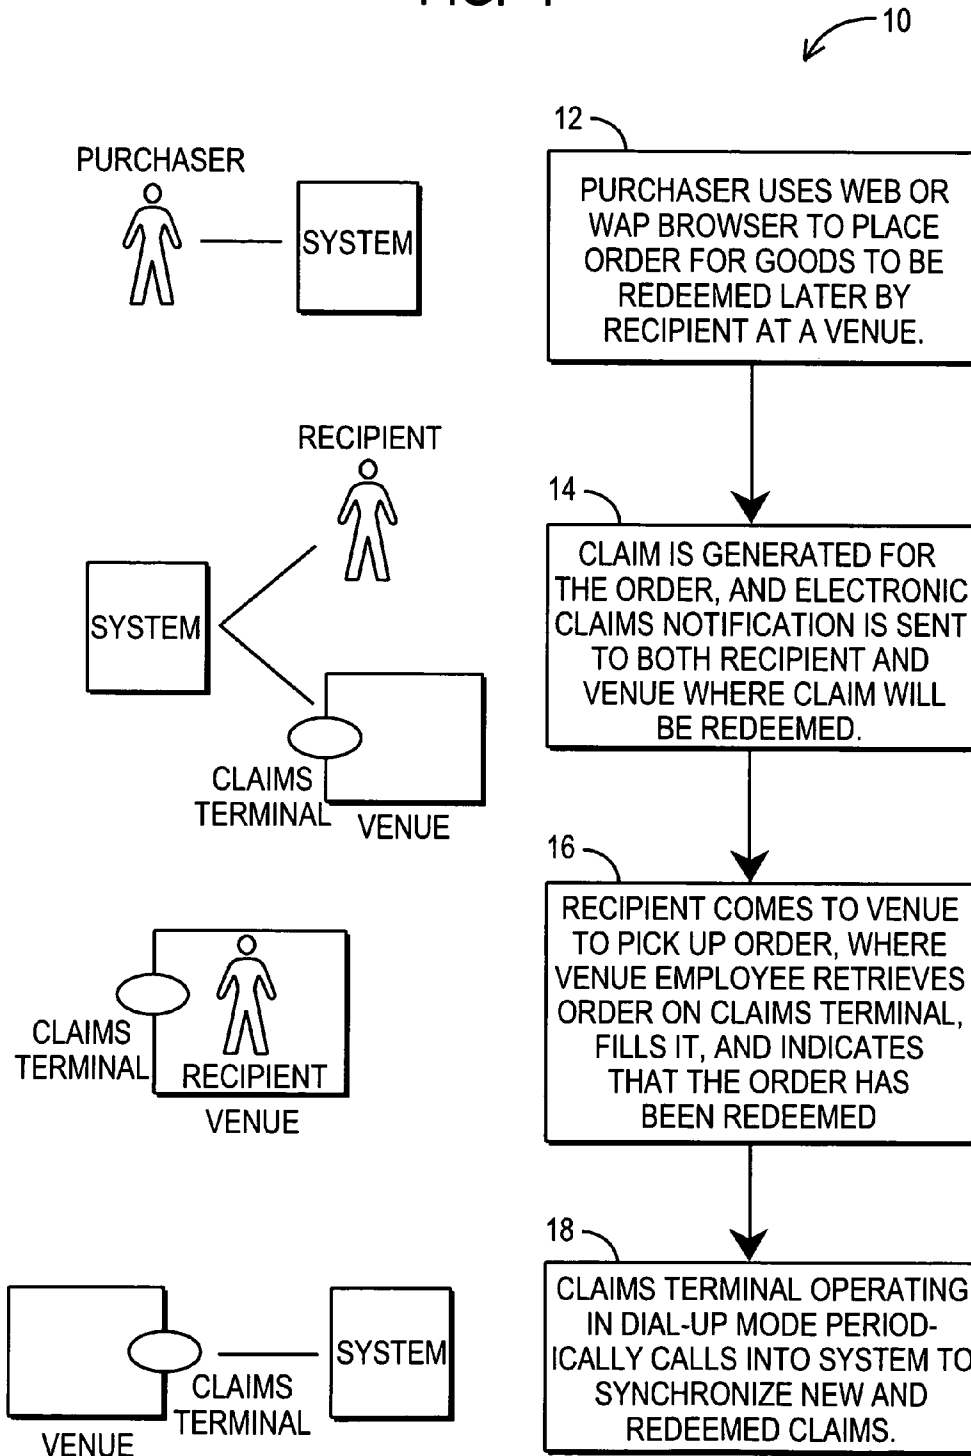 10
12
PURCHASER
SYSTEM
PURCHASER USES WEB OR
WAP BROWSER TO PLACE
ORDER FOR GOODS TO BE
REDEEMED LATER BY
RECIPIENT AT A VENUE.
RECIPIENT
SYSTEM
CLAIMS
TERMINAL
VENUE
14
CLAIM IS GENERATED FOR
THE ORDER, AND ELECTRONIC
CLAIMS NOTIFICATION IS SENT
TO BOTH RECIPIENT AND
VENUE WHERE CLAIM WILL
BE REDEEMED.
CLAIMS
TERMINAL
RECIPIENT
VENUE
16
RECIPIENT COMES TO VENUE
TO PICK UP ORDER, WHERE
VENUE EMPLOYEE RETRIEVES
ORDER ON CLAIMS TERMINAL,
FILLS IT, AND INDICATES
THAT THE ORDER HAS
BEEN REDEEMED
VENUE
CLAIMS
TERMINAL
SYSTEM
18
CLAIMS TERMINAL OPERATING
IN DIAL-UP MODE PERIOD-
ICALLY CALLS INTO SYSTEM TO
SYNCHRONIZE NEW AND
REDEEMED CLAIMS.